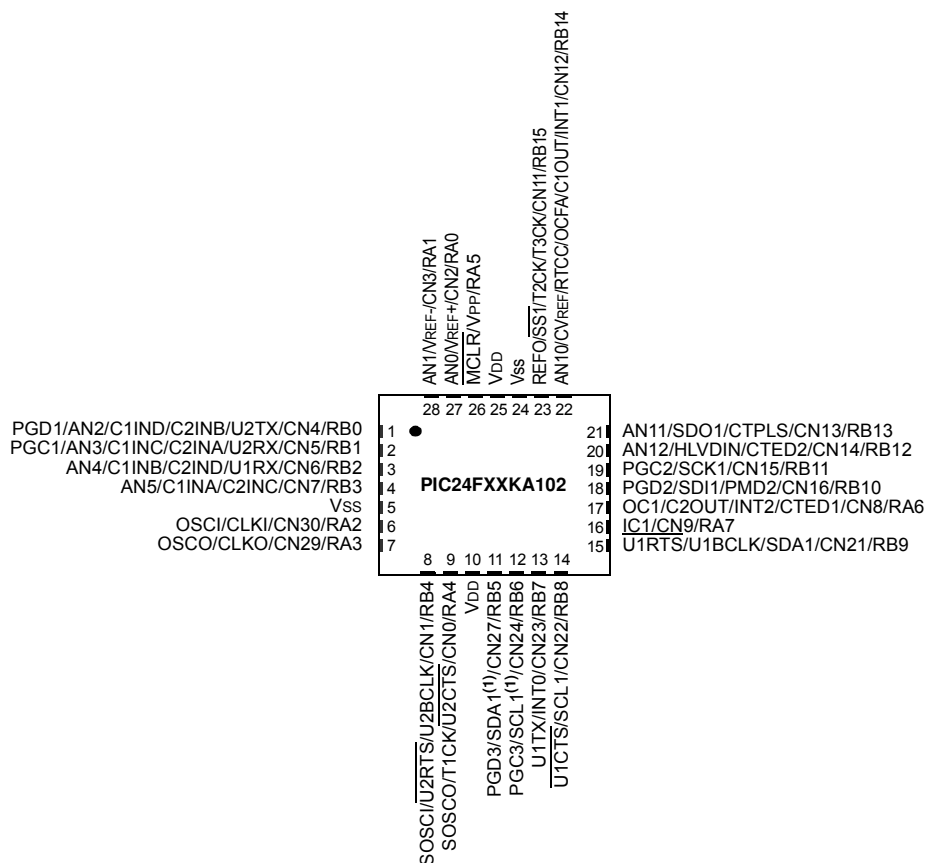 AN1/VREF-/CN3/RA1
AN0/VREF+/CN2/RA0
MCLR/VPP/RA5
VDD
Vss
REFO/SS1/T2CK/T3CK/CN11/RB15
AN10/CVREF/RTCC/OCFA/C1OUT/INT1/CN12/RB14
28 27 26 25 24 23 22
PGD1/AN2/C1IND/C2INB/U2TX/CN4/RB0 1
PGC1/AN3/C1INC/C2INA/U2RX/CN5/RB1 2
AN4/C1INB/C2IND/U1RX/CN6/RB2 3
AN5/C1INA/C2INC/CN7/RB3 4
VSS 5
OSCI/CLKI/CN30/RA2 6
OSCO/CLKO/CN29/RA3 7
PIC24FXXKA102
21 AN11/SDO1/CTPLS/CN13/RB13
20 AN12/HLVDIN/CTED2/CN14/RB12
19 PGC2/SCK1/CN15/RB11
18 PGD2/SDI1/PMD2/CN16/RB10
17 OC1/C2OUT/INT2/CTED1/CN8/RA6
16 IC1/CN9/RA7
15 U1RTS/U1BCLK/SDA1/CN21/RB9
8 9 10 11 12 13 14
SOSCI/U2RTS/U2BCLK/CN1/RB4
SOSCO/T1CK/U2CTS/CN0/RA4
VDD
PGD3/SDA1(1)/CN27/RB5
PGC3/SCL1(1)/CN24/RB6
U1TX/INT0/CN23/RB7
U1CTS/SCL1/CN22/RB8